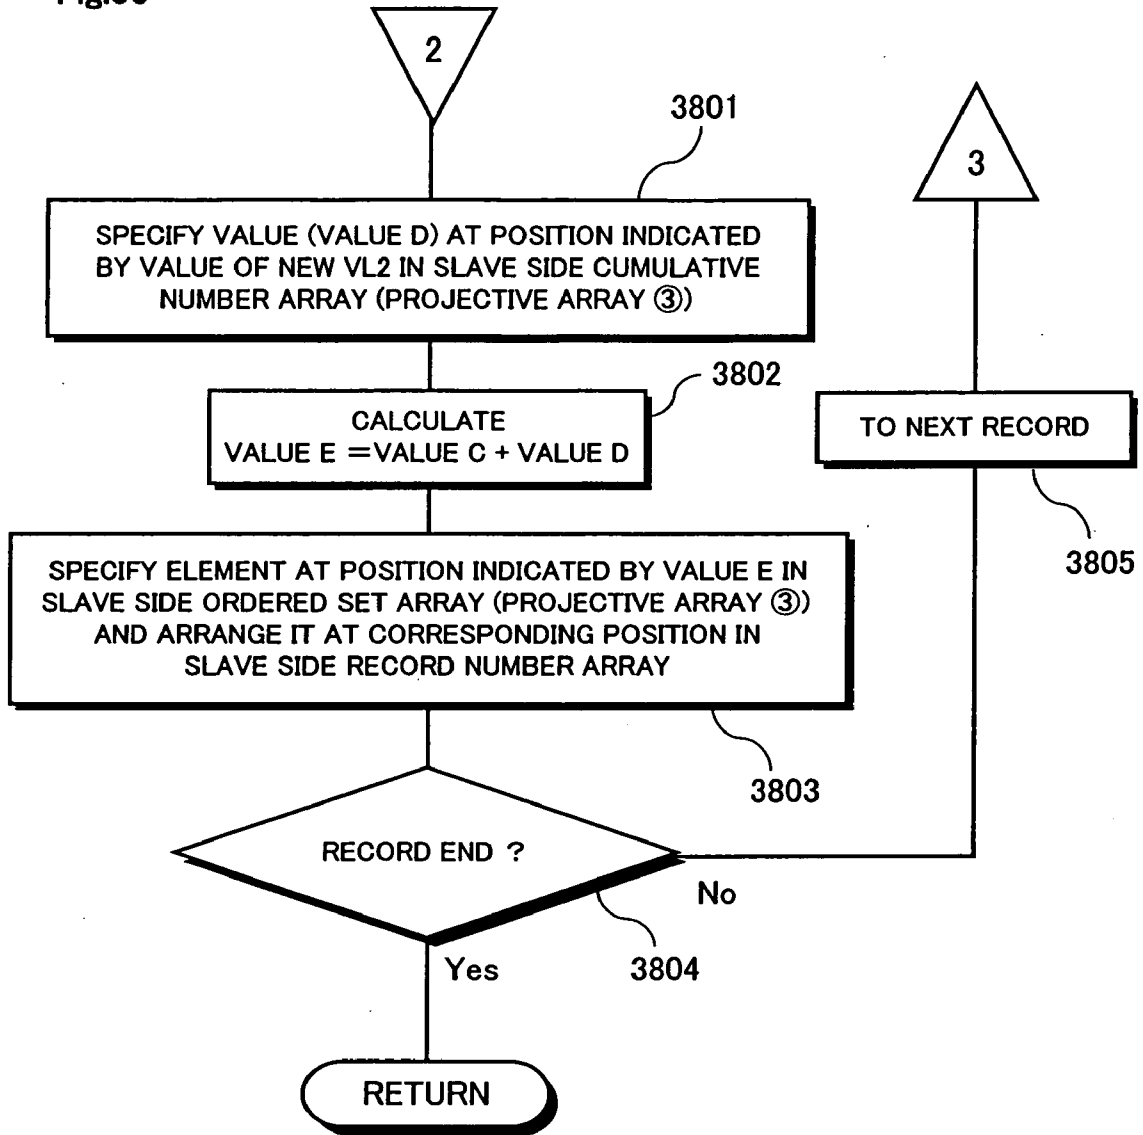 2
3801
3
SPECIFY VALUE (VALUE D) AT POSITION INDICATED
BY VALUE OF NEW VL2 IN SLAVE SIDE CUMULATIVE
NUMBER ARRAY (PROJECTIVE ARRAY ③)
3802
CALCULATE
VALUE E =VALUE C + VALUE D
TO NEXT RECORD
3805
SPECIFY ELEMENT AT POSITION INDICATED BY VALUE E IN
SLAVE SIDE ORDERED SET ARRAY (PROJECTIVE ARRAY ③)
AND ARRANGE IT AT CORRESPONDING POSITION IN
SLAVE SIDE RECORD NUMBER ARRAY
3803
RECORD END ?
No
3804
Yes
RETURN